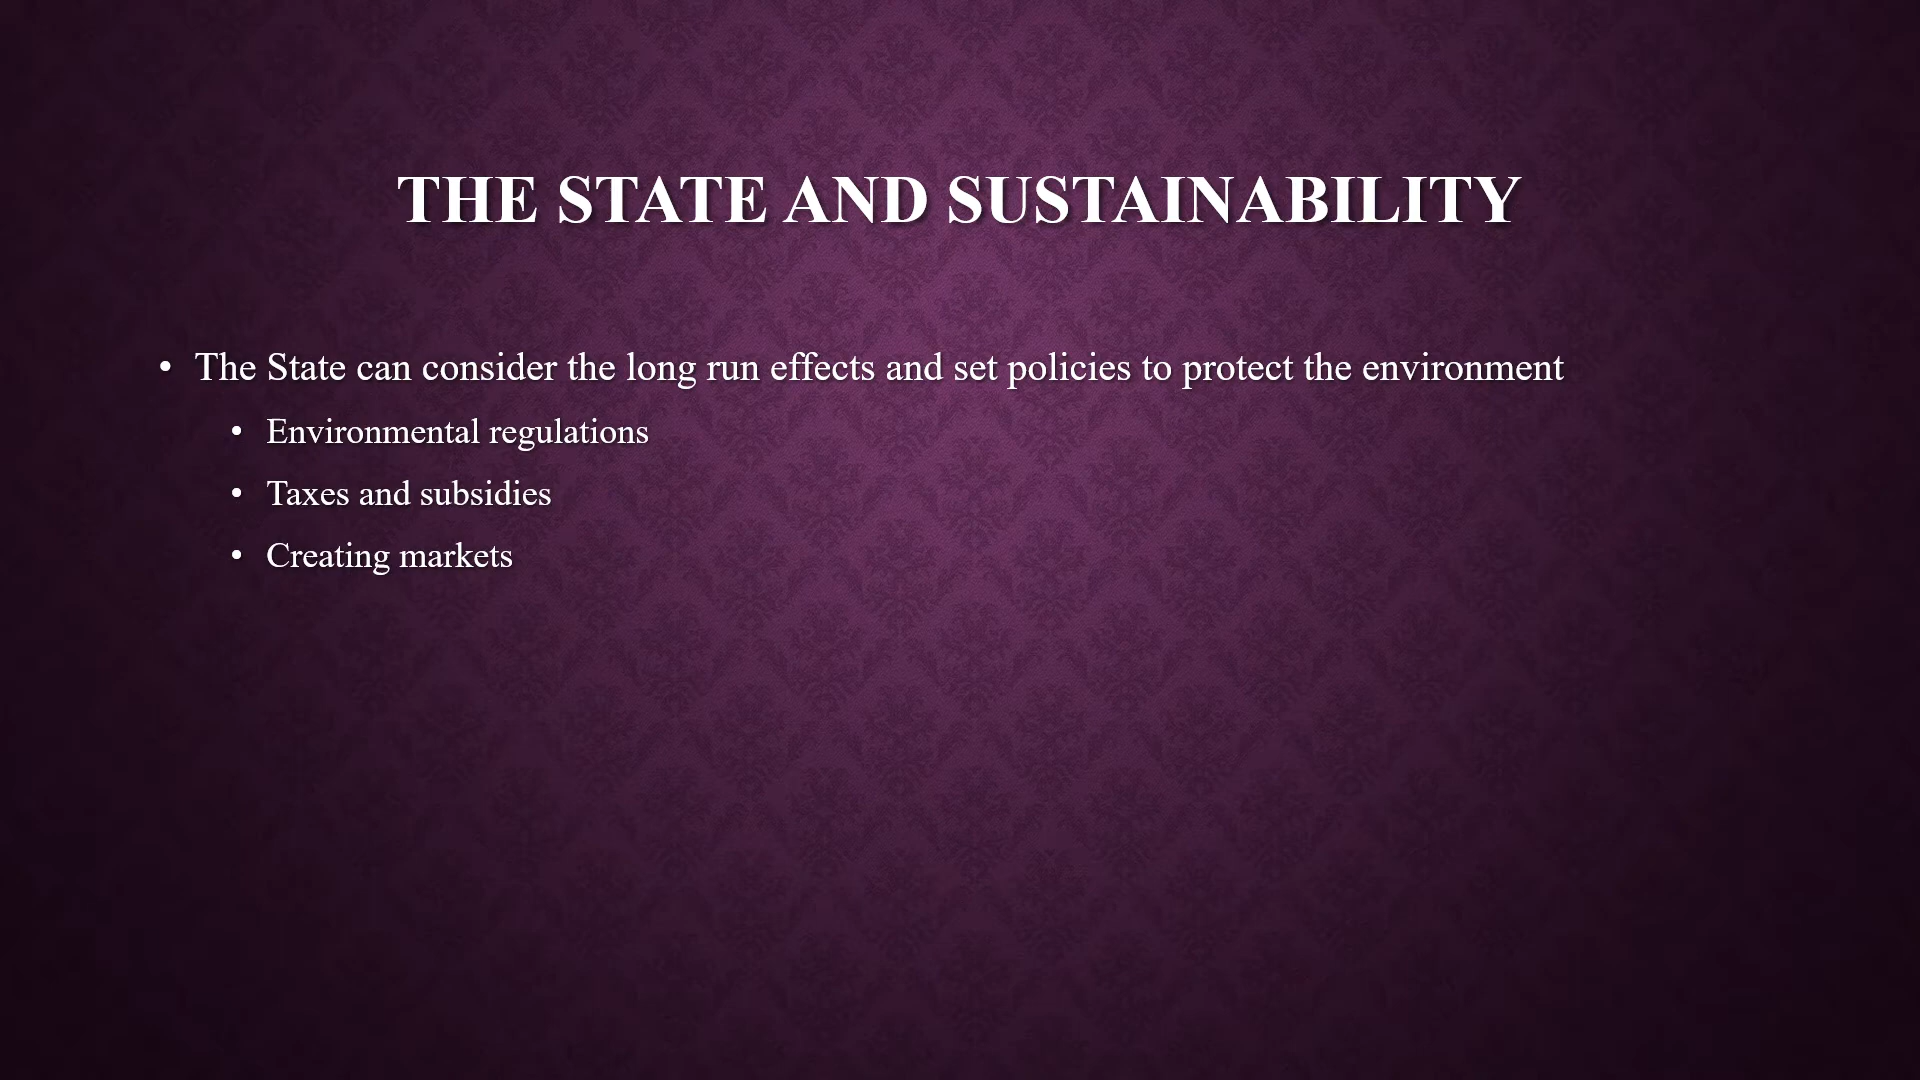 THE STATE AND SUSTAINABILITY
• The State can consider the long run effects and set policies to protect the environment
• Environmental regulations
• Taxes and subsidies
• Creating markets